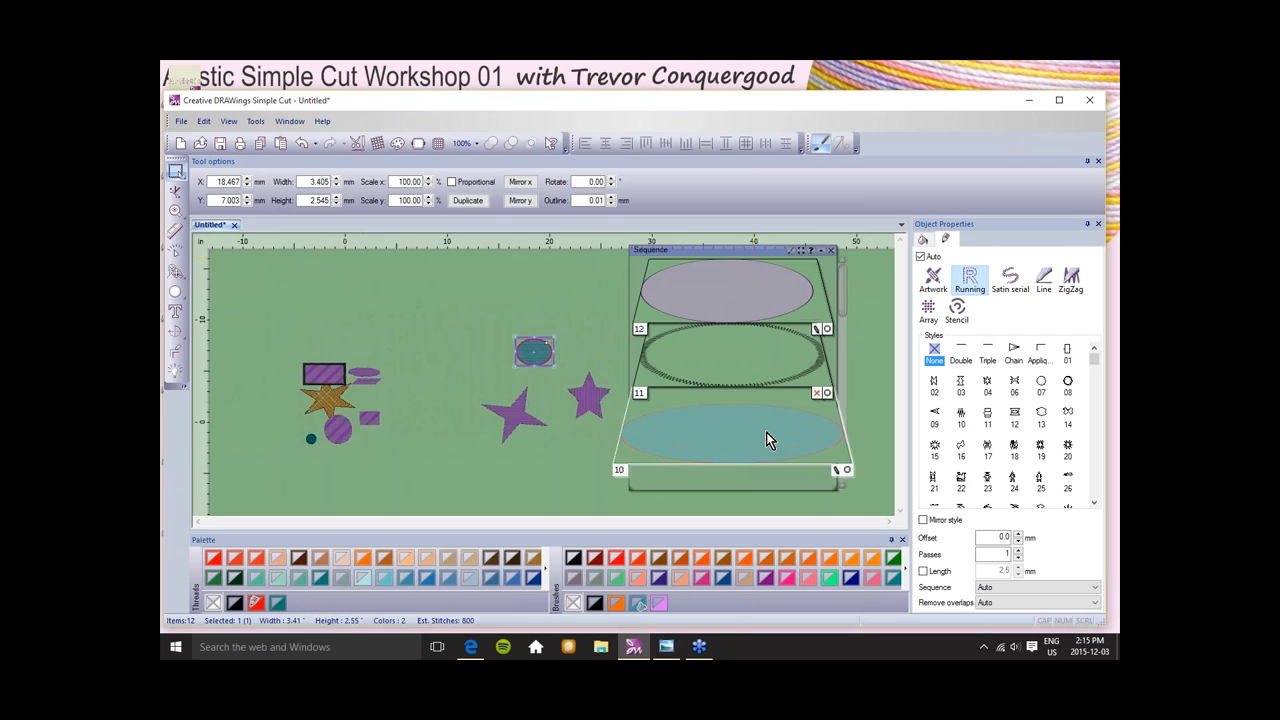 stic Simple Cut Workshop 01 with Trevor Conquergood
Creative DRAWings Simple Cut - Untitled*
File Edit View Tools Window Help
100%
Tool options
X: 18.467 mm Width: 3.405 mm Scale x: 100.00 % Proportional Mirror x Rotate: 0.00 °
Y: 7.003 mm Height: 2.545 mm Scale y: 100.00 % Duplicate Mirror y Outline: 0.01 mm
Untitled*
in -10 0 10 20 30 40 50
-10
-0
Sequence
12
11
10
Object Properties
Auto
Artwork Running Satin serial Line ZigZag
Array Stencil
Styles
None Double Triple Chain Appliq... 01
02 03 04 06 07 08
09 10 11 12 13 14
15 16 17 18 19 20
21 22 23 24 25 26
Mirror style
Offset 0.0 mm
Passes 1
Length 2.5 mm
Sequence Auto
Remove overlaps Auto
Palette
Threads
Brushes
Items:12 Selected: 1 (1) Width : 3.41 " Height : 2.55 " Colors : 2 Est. Stitches: 800
CAP NUM SCRL
Search the web and Windows
ENG
US
2:15 PM
2015-12-03